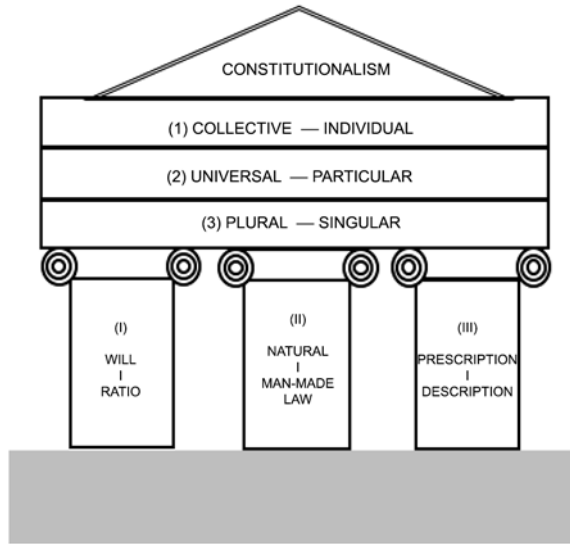 CONSTITUTIONALISM
(1) COLLECTIVE — INDIVIDUAL
(2) UNIVERSAL — PARTICULAR
(3) PLURAL — SINGULAR
(I)
WILL
I
RATIO
(II)
NATURAL
I
MAN-MADE
LAW
(III)
PRESCRIPTION
I
DESCRIPTION